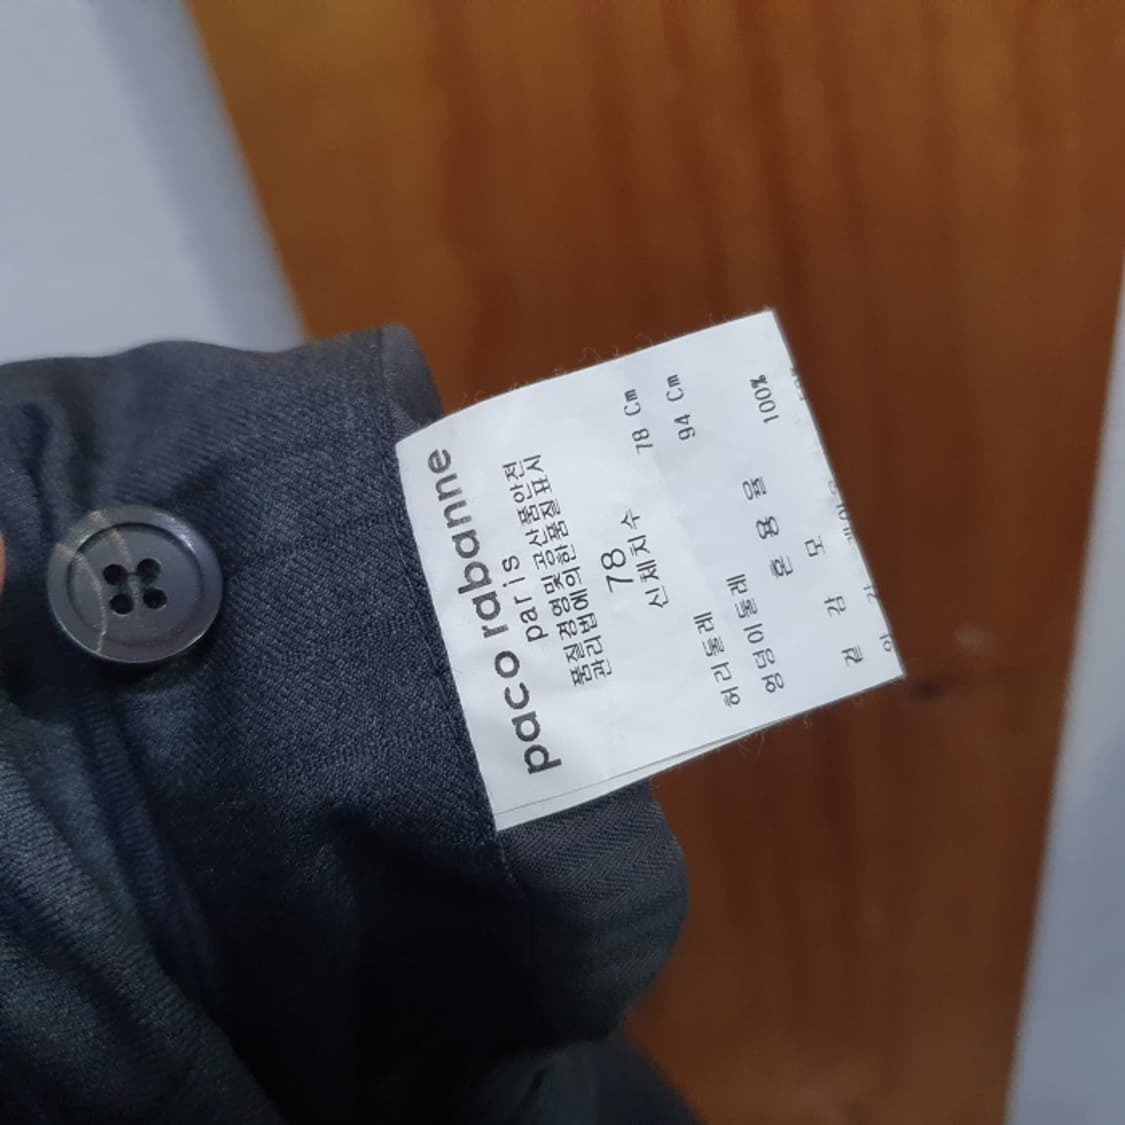 paco rabanne
paris
품질경영및 공산품안전
관리법에의한품질표시
78
신체치수
허리둘레 78 Cm
엉덩이둘레 94 Cm
혼 용 율
겉 감 모 100%